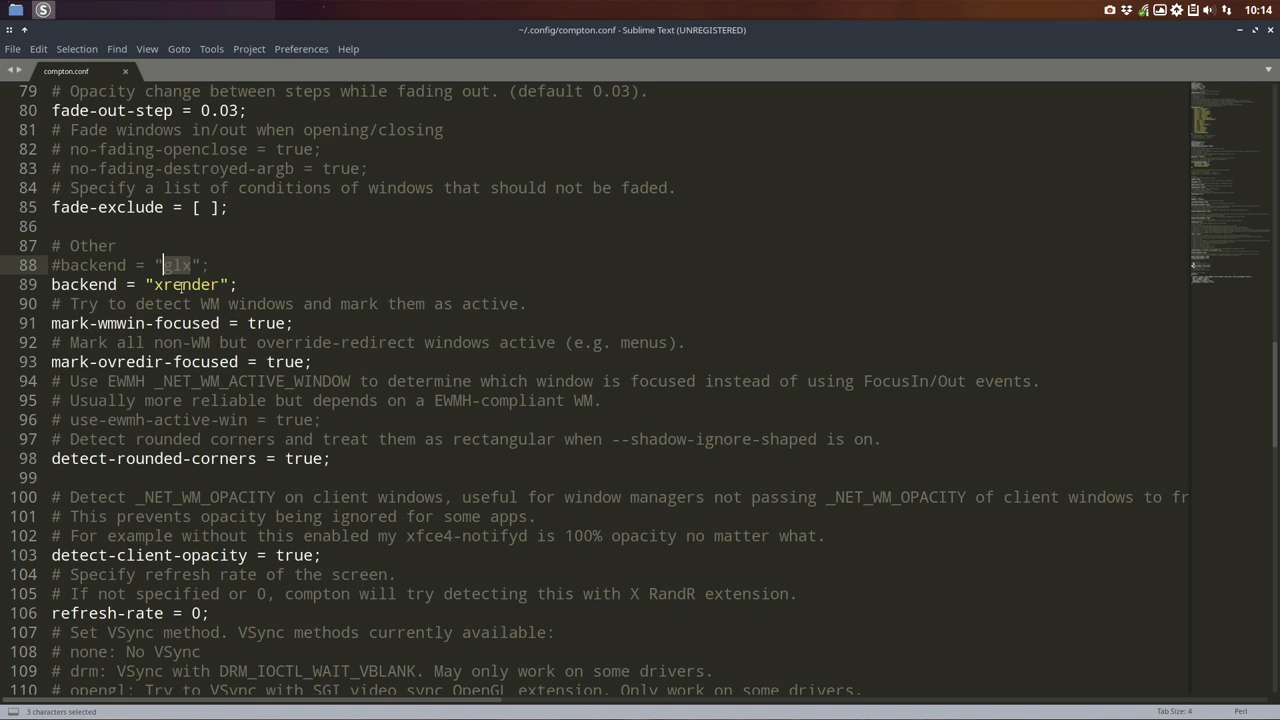 10:14
~/.config/compton.conf - Sublime Text (UNREGISTERED)
File Edit Selection Find View Goto Tools Project Preferences Help
compton.conf
79 # Opacity change between steps while fading out. (default 0.03).
80 fade-out-step = 0.03;
81 # Fade windows in/out when opening/closing
82 # no-fading-openclose = true;
83 # no-fading-destroyed-argb = true;
84 # Specify a list of conditions of windows that should not be faded.
85 fade-exclude = [ ];
86
87 # Other
88 #backend = "glx";
89 backend = "xrender";
90 # Try to detect WM windows and mark them as active.
91 mark-wmwin-focused = true;
92 # Mark all non-WM but override-redirect windows active (e.g. menus).
93 mark-ovredir-focused = true;
94 # Use EWMH _NET_WM_ACTIVE_WINDOW to determine which window is focused instead of using FocusIn/Out events.
95 # Usually more reliable but depends on a EWMH-compliant WM.
96 # use-ewmh-active-win = true;
97 # Detect rounded corners and treat them as rectangular when --shadow-ignore-shaped is on.
98 detect-rounded-corners = true;
99
100 # Detect _NET_WM_OPACITY on client windows, useful for window managers not passing _NET_WM_OPACITY of client windows to fr
101 # This prevents opacity being ignored for some apps.
102 # For example without this enabled my xfce4-notifyd is 100% opacity no matter what.
103 detect-client-opacity = true;
104 # Specify refresh rate of the screen.
105 # If not specified or 0, compton will try detecting this with X RandR extension.
106 refresh-rate = 0;
107 # Set VSync method. VSync methods currently available:
108 # none: No VSync
109 # drm: VSync with DRM_IOCTL_WAIT_VBLANK. May only work on some drivers.
110 # opengl: Try to VSync with SGI_video_sync OpenGL extension. Only work on some drivers.
3 characters selected
Tab Size: 4
Perl